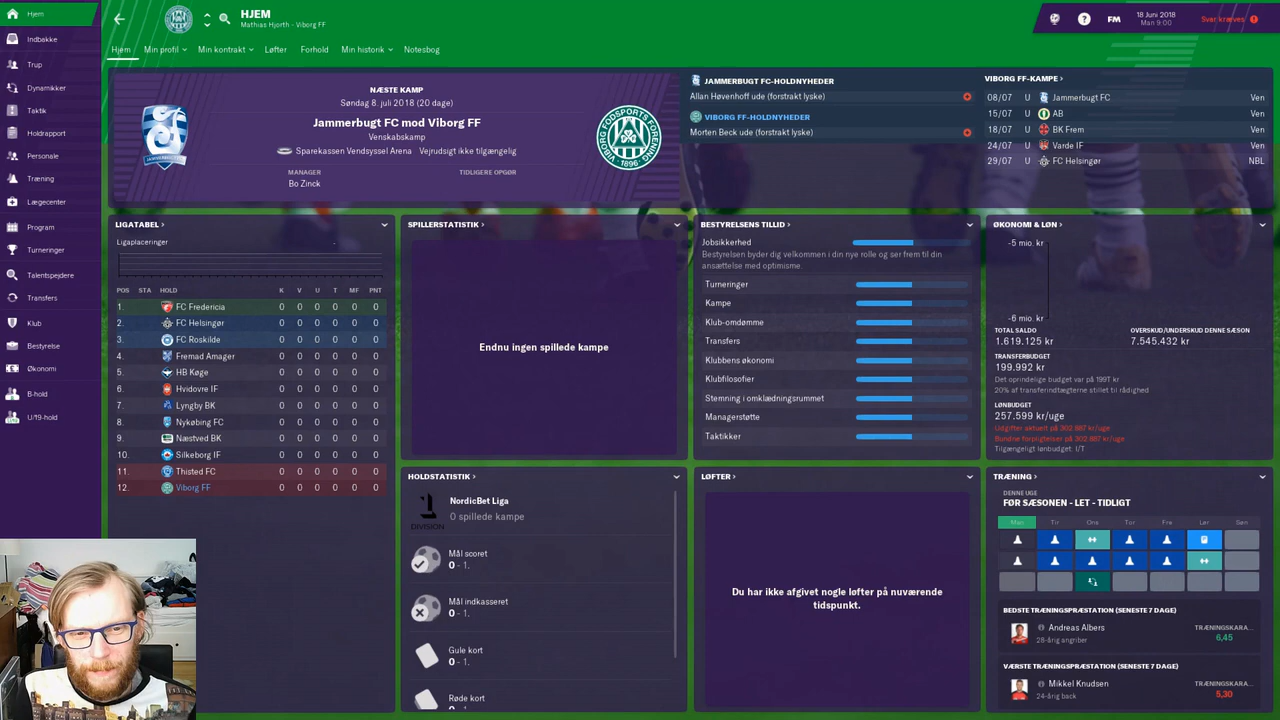 Hjem
Indbakke
Trup
Dynamikker
Taktik
Holdrapport
Personale
Træning
Lægecenter
Program
Turneringer
Talentspejdere
Transfers
Klub
Bestyrelse
Økonomi
B-hold
U/19-hold
HJEM
Mathias Hjorth - Viborg FF
Hjem Min profil Min kontrakt Løfter Forhold Min historik Notesbog
FM
18 Juni 2018
Man 9:00
Svar kræves
NÆSTE KAMP
Søndag 8. juli 2018 (20 dage)
Jammerbugt FC mod Viborg FF
Venskabskamp
Sparekassen Vendsyssel Arena Vejrudsigt ikke tilgængelig
MANAGER
Bo Zinck
TIDLIGERE OPGØR
JAMMERBUGT FC-HOLDNYHEDER
Allan Høvenhoff ude (forstrakt lyske)
VIBORG FF-HOLDNYHEDER
Morten Beck ude (forstrakt lyske)
VIBORG FF-KAMPE
08/07 U Jammerbugt FC Ven
15/07 U AB Ven
18/07 U BK Frem Ven
24/07 U Varde IF Ven
29/07 U FC Helsingør NBL
LIGATABEL
Ligaplaceringer
POS STA HOLD K V U T MF PNT
1. FC Fredericia 0 0 0 0 0 0
2. FC Helsingør 0 0 0 0 0 0
3. FC Roskilde 0 0 0 0 0 0
4. Fremad Amager 0 0 0 0 0 0
5. HB Køge 0 0 0 0 0 0
6. Hvidovre IF 0 0 0 0 0 0
7. Lyngby BK 0 0 0 0 0 0
8. Nykøbing FC 0 0 0 0 0 0
9. Næstved BK 0 0 0 0 0 0
10. Silkeborg IF 0 0 0 0 0 0
11. Thisted FC 0 0 0 0 0 0
12. Viborg FF 0 0 0 0 0 0
SPILLERSTATISTIK
Endnu ingen spillede kampe
HOLDSTATISTIK
NordicBet Liga
0 spillede kampe
DIVISION
Mål scoret
0 - 1.
Mål indkasseret
0 - 1.
Gule kort
0 - 1.
Røde kort
0 - 1.
BESTYRELSENS TILLID
Jobsikkerhed
Bestyrelsen byder dig velkommen i din nye rolle og ser frem til din
ansættelse med optimisme.
Turneringer
Kampe
Klub-omdømme
Transfers
Klubbens økonomi
Klubfilosofier
Stemning i omklædningsrummet
Managerstøtte
Taktikker
LØFTER
Du har ikke afgivet nogle løfter på nuværende
tidspunkt.
ØKONOMI & LØN
-5 mio. kr
-6 mio. kr
TOTAL SALDO
1.619.125 kr
OVERSKUD/UNDERSKUD DENNE SÆSON
7.545.432 kr
TRANSFERBUDGET
199.992 kr
Det oprindelige budget var på 199T kr
20% af transferindtægterne stillet til rådighed
LØNBUDGET
257.599 kr/uge
Udgifter aktuelt på 302.687 kr/uge
Bundne forpligtelser på 302.687 kr/uge
Tilgængeligt lønbudget: I/T
TRÆNING
DENNE UGE
FØR SÆSONEN - LET - TIDLIGT
Man Tir Ons Tor Fre Lør Søn
BEDSTE TRÆNINGSPRÆSTATION (SENESTE 7 DAGE)
Andreas Albers
28-årig angriber
TRÆNINGSKARA...
6,45
VÆRSTE TRÆNINGSPRÆSTATION (SENESTE 7 DAGE)
Mikkel Knudsen
24-årig back
TRÆNINGSKARA...
5,30